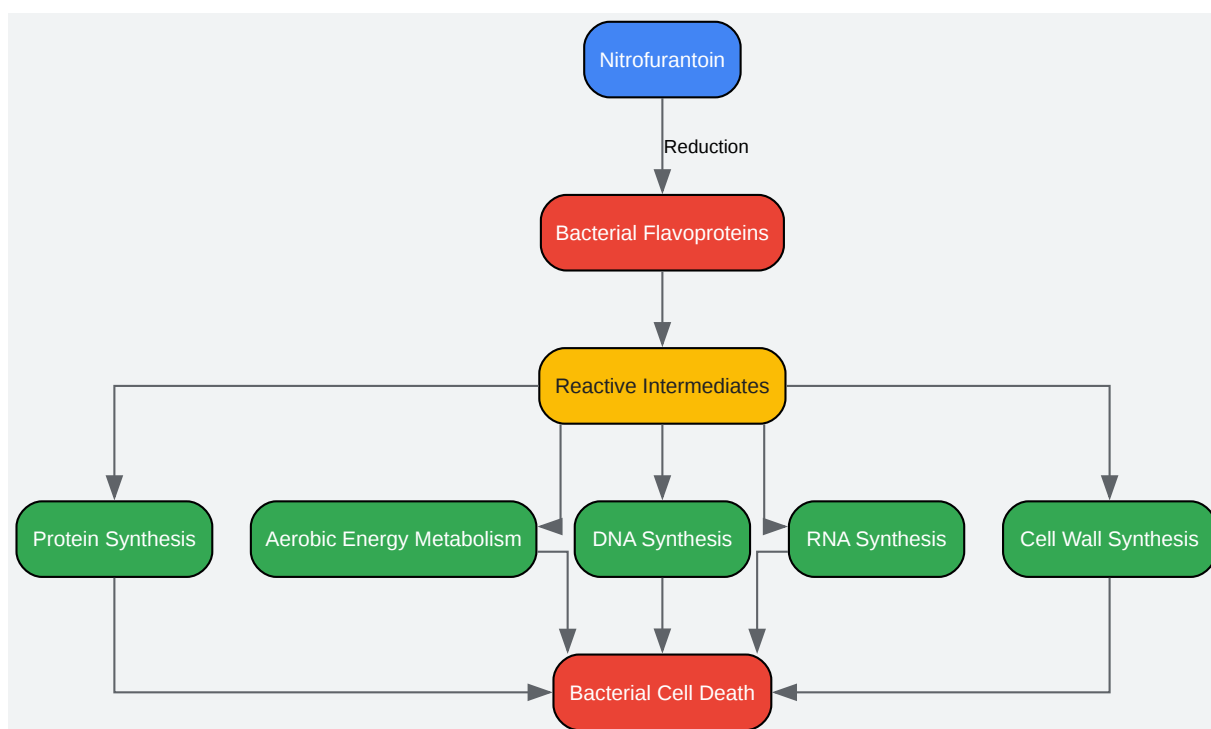 Nitrofurantoin
Reduction
Bacterial Flavoproteins
Reactive Intermediates
Protein Synthesis
Aerobic Energy Metabolism
DNA Synthesis
RNA Synthesis
Cell Wall Synthesis
Bacterial Cell Death